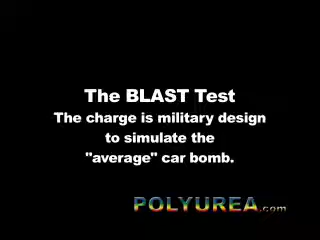 The BLAST Test
The charge is military design
to simulate the
"average" car bomb.
POLYUREA.com